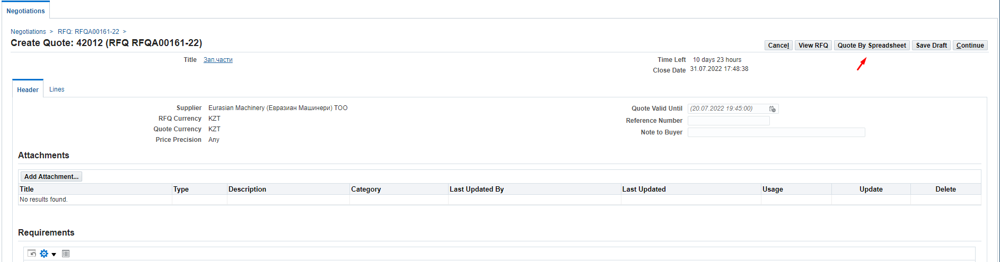 Negotiations
Negotiations > RFQ: RFQA00161-22 >
Create Quote: 42012 (RFQ RFQA00161-22)
Cancel View RFQ Quote By Spreadsheet Save Draft Continue
Title Зап.части
Time Left 10 days 23 hours
Close Date 31.07.2022 17:48:38
Header Lines
Supplier Eurasian Machinery (Евразиан Машинери) ТОО
RFQ Currency KZT
Quote Currency KZT
Price Precision Any
Quote Valid Until (20.07.2022 19:45:00)
Reference Number
Note to Buyer
Attachments
Add Attachment...
Title Type Description Category Last Updated By Last Updated Usage Update Delete
No results found.
Requirements